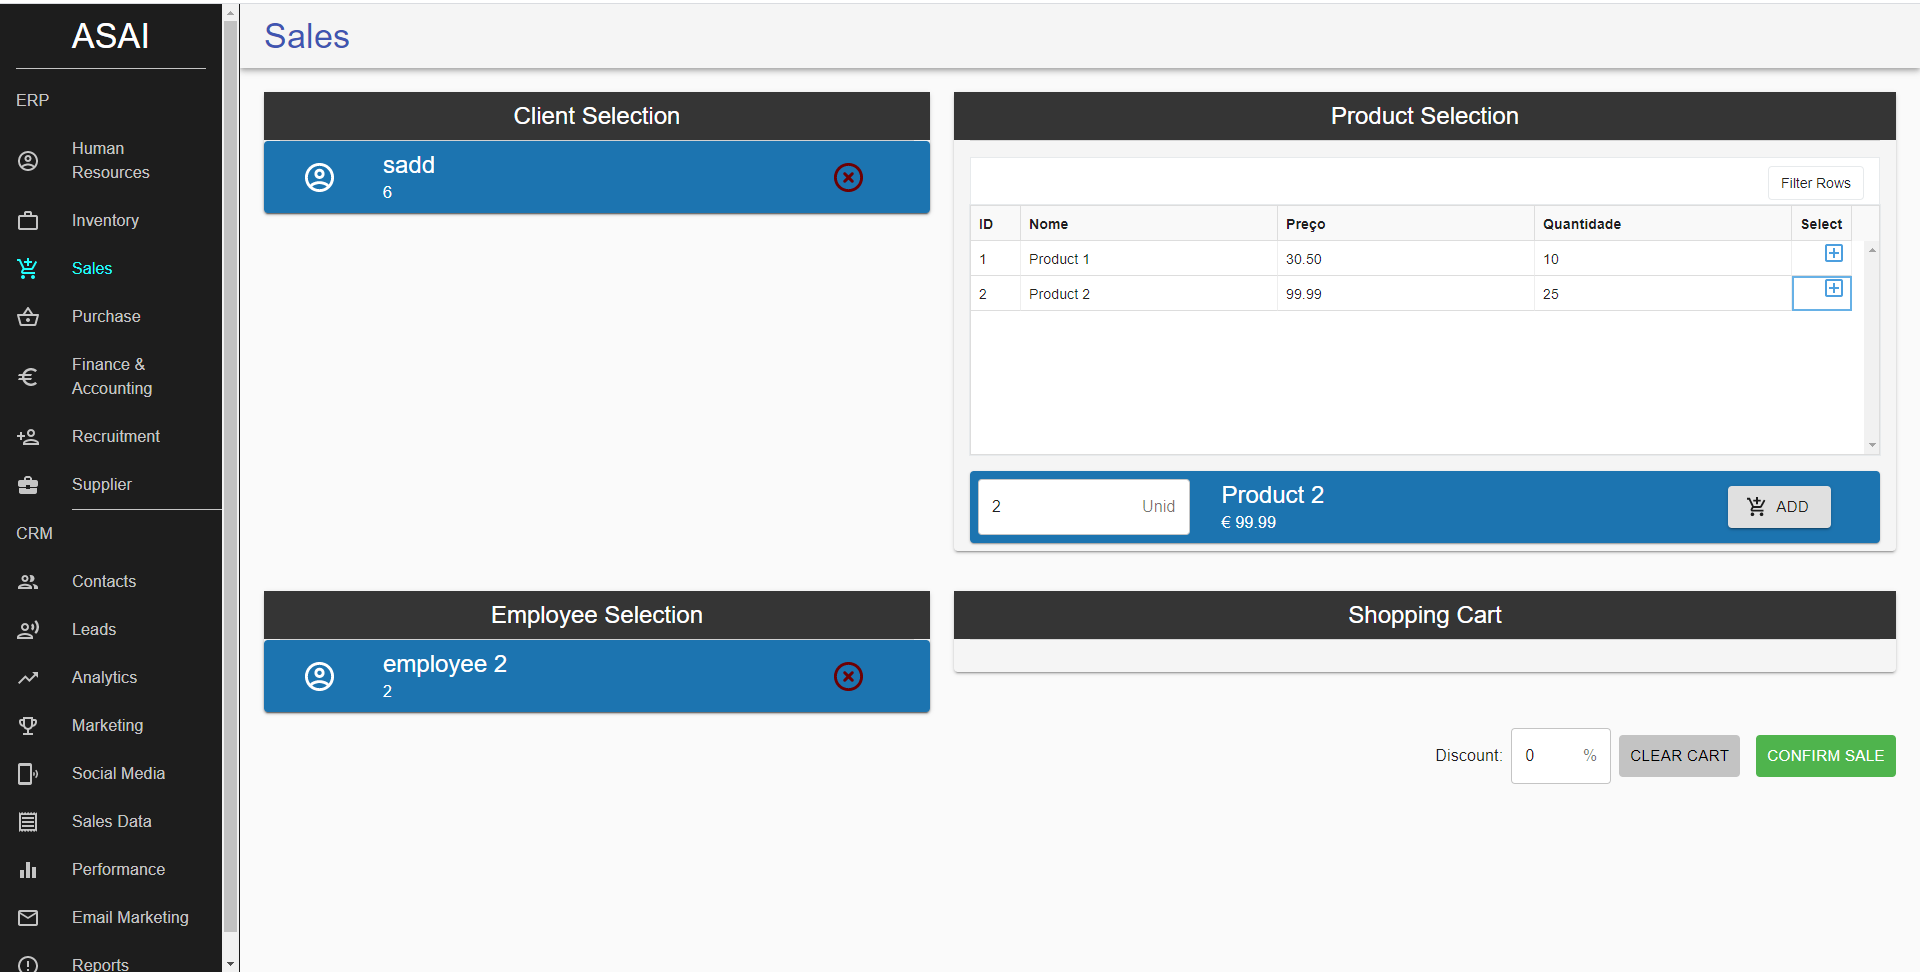 ASAI
ERP
Human
Resources
Inventory
Sales
Purchase
Finance &
Accounting
Recruitment
Supplier
CRM
Contacts
Leads
Analytics
Marketing
Social Media
Sales Data
Performance
Email Marketing
Reports
Sales
Client Selection
sadd
6
Product Selection
Filter Rows
ID Nome Preço Quantidade Select
1 Product 1 30.50 10
2 Product 2 99.99 25
2 Unid
Product 2
€ 99.99
ADD
Employee Selection
employee 2
2
Shopping Cart
Discount: 0 % CLEAR CART CONFIRM SALE